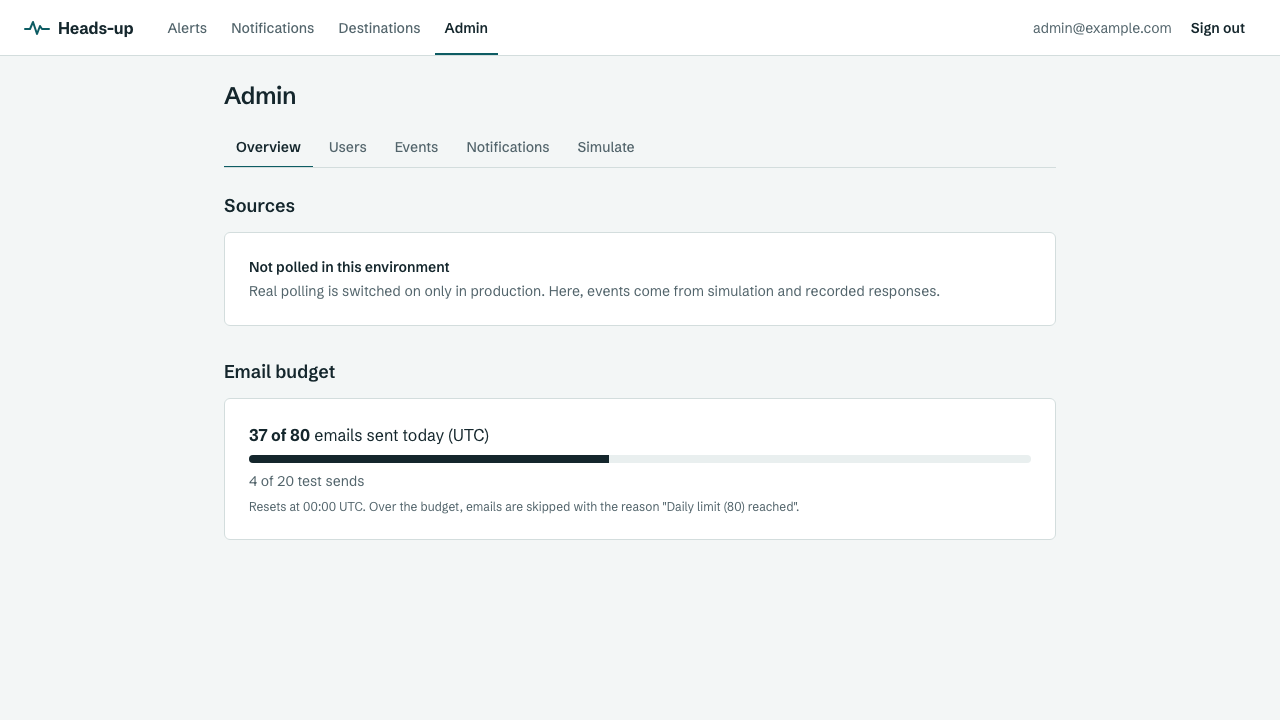 Heads-up Alerts Notifications Destinations Admin admin@example.com Sign out
Admin
Overview Users Events Notifications Simulate
Sources
Not polled in this environment
Real polling is switched on only in production. Here, events come from simulation and recorded responses.
Email budget
37 of 80 emails sent today (UTC)
4 of 20 test sends
Resets at 00:00 UTC. Over the budget, emails are skipped with the reason "Daily limit (80) reached".